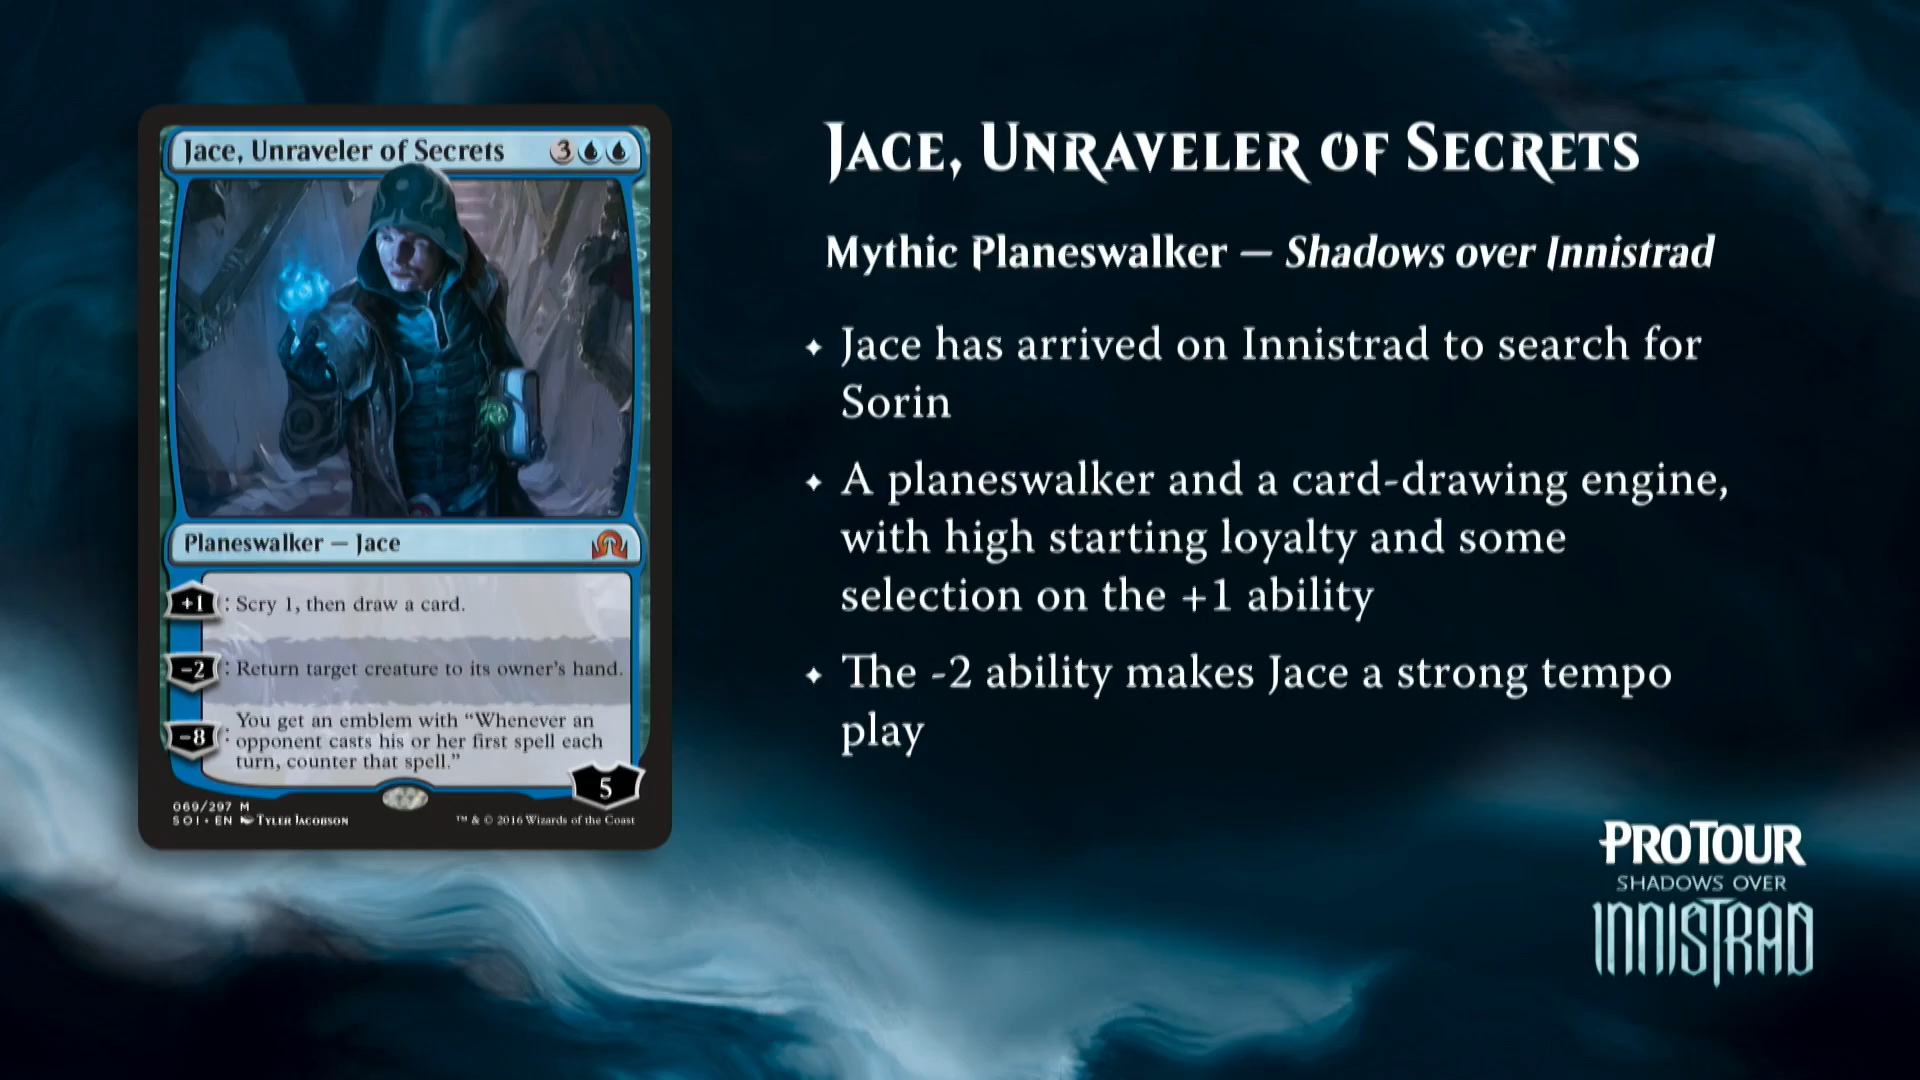 Jace, Unraveler of Secrets 3
Planeswalker — Jace
+1: Scry 1, then draw a card.
-2: Return target creature to its owner's hand.
-8: You get an emblem with “Whenever an
opponent casts his or her first spell each
turn, counter that spell.”
5
069/297 M
SOI • EN Tyler Jacobson
™ & © 2016 Wizards of the Coast
Jace, Unraveler of Secrets
Mythic Planeswalker — Shadows over Innistrad
✦ Jace has arrived on Innistrad to search for
Sorin
✦ A planeswalker and a card-drawing engine,
with high starting loyalty and some
selection on the +1 ability
✦ The -2 ability makes Jace a strong tempo
play
PROTOUR
SHADOWS OVER
INNISTRAD